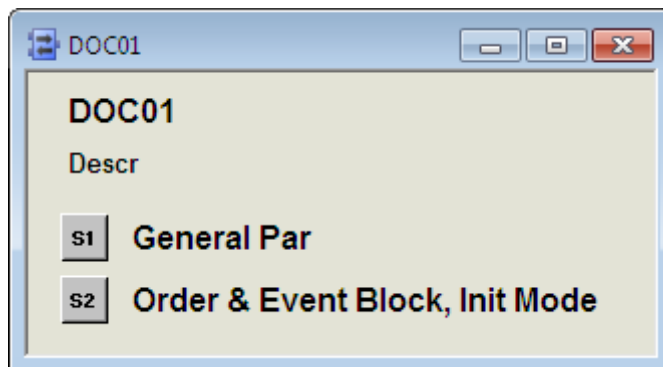 DOC01
DOC01
Descr
S1 General Par
S2 Order & Event Block, Init Mode